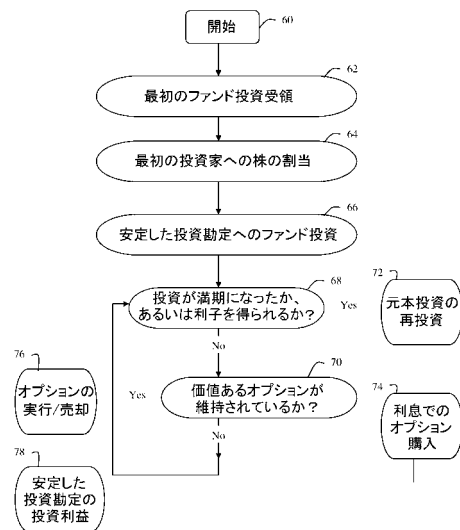 開始
60
62
最初のファンド投資受領
64
最初の投資家への株の割当
66
安定した投資勘定へのファンド投資
68
投資が満期になったか、
あるいは利子を得られるか？
Yes
72
元本投資の
再投資
No
70
価値あるオプションが
維持されているか？
Yes
76
オプションの
実行/売却
74
利息での
オプション
購入
No
78
安定した
投資勘定の
投資利益